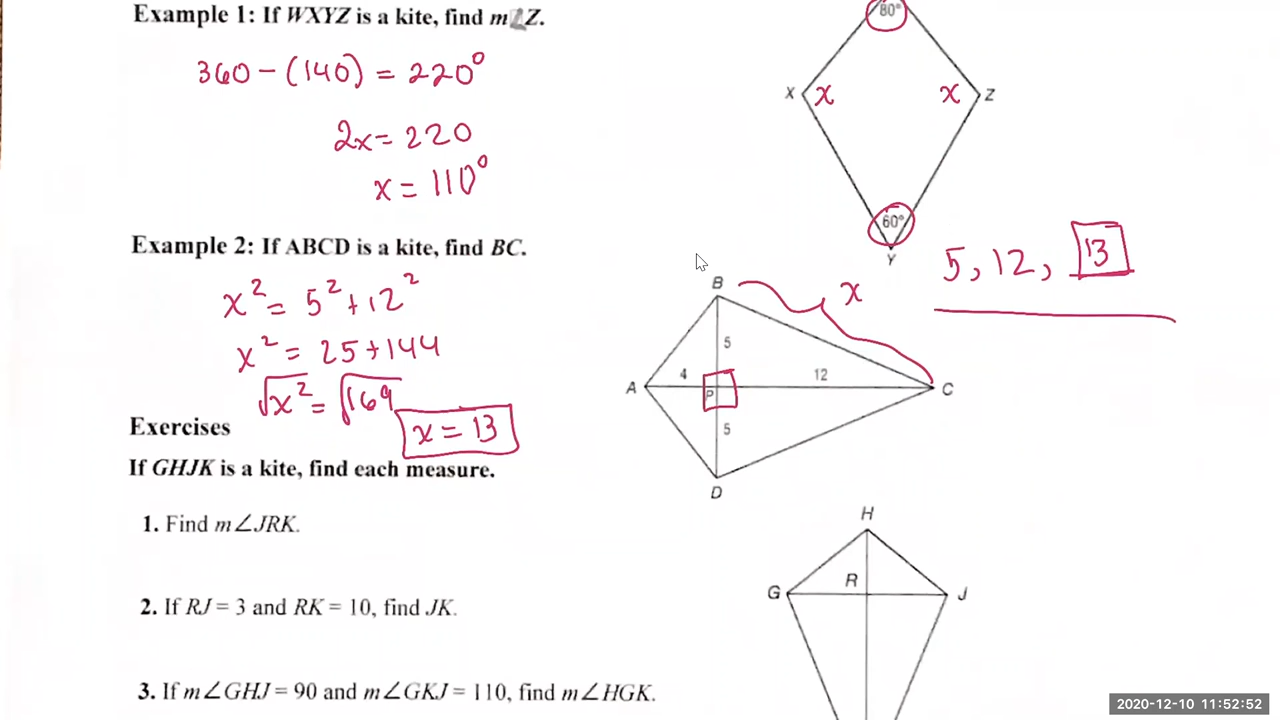 Example 1: If WXYZ is a kite, find m∠Z.
80°
360 - (140) = 220°
X x x Z
2x = 220
x = 110°
60°
Y
Example 2: If ABCD is a kite, find BC.
5, 12, 13
x² = 5² + 12²
B x
x² = 25 + 144
5
4 12
A P C
√x² = √169
x = 13
5
Exercises
If GHJK is a kite, find each measure.
D
H
1. Find m∠JRK.
R
G J
2. If RJ = 3 and RK = 10, find JK.
3. If m∠GHJ = 90 and m∠GKJ = 110, find m∠HGK.
2020-12-10 11:52:52